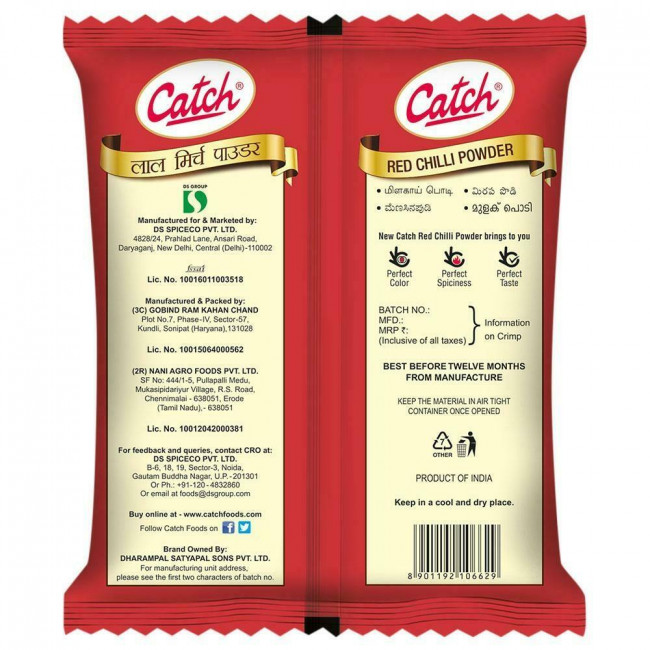 Catch®
लाल मिर्च पाउडर
DS GROUP
Manufactured for & Marketed by:
DS SPICECO PVT. LTD.
4828/24, Prahlad Lane, Ansari Road,
Daryaganj, New Delhi, Central (Delhi)-110002
fssai
Lic. No. 10016011003518
Manufactured & Packed by:
(3C) GOBIND RAM KAHAN CHAND
Plot No.7, Phase-IV, Sector-57,
Kundli, Sonipat (Haryana),131028
Lic. No. 10015064000562
(2R) NANI AGRO FOODS PVT. LTD.
SF No: 444/1-5, Pullapalli Medu,
Mukasipidariyur Village, R.S. Road,
Chennimalai - 638051, Erode
(Tamil Nadu),- 638051
Lic. No. 10012042000381
For feedback and queries, contact CRO at:
DS SPICECO PVT. LTD.
B-6, 18, 19, Sector-3, Noida,
Gautam Buddha Nagar, U.P.-201301
Or Ph.: +91-120-4832860
Or email at foods@dsgroup.com
Buy online at - www.catchfoods.com
Follow Catch Foods on
Brand Owned By:
DHARAMPAL SATYAPAL SONS PVT. LTD.
For manufacturing unit address,
please see the first two characters of batch no.
Catch®
RED CHILLI POWDER
• மிளகாய் பொடி • మిరప పొడి
• ಮೆಣಸಿನಪುಡಿ • മുളക് പൊടി
New Catch Red Chilli Powder brings to you
Perfect Color
Perfect Spiciness
Perfect Taste
BATCH NO.:
MFD.:
MRP ₹:
(Inclusive of all taxes)
Information
on Crimp
BEST BEFORE TWELVE MONTHS
FROM MANUFACTURE
KEEP THE MATERIAL IN AIR TIGHT
CONTAINER ONCE OPENED
7
OTHER
PRODUCT OF INDIA
Keep in a cool and dry place.
8 901192 106629